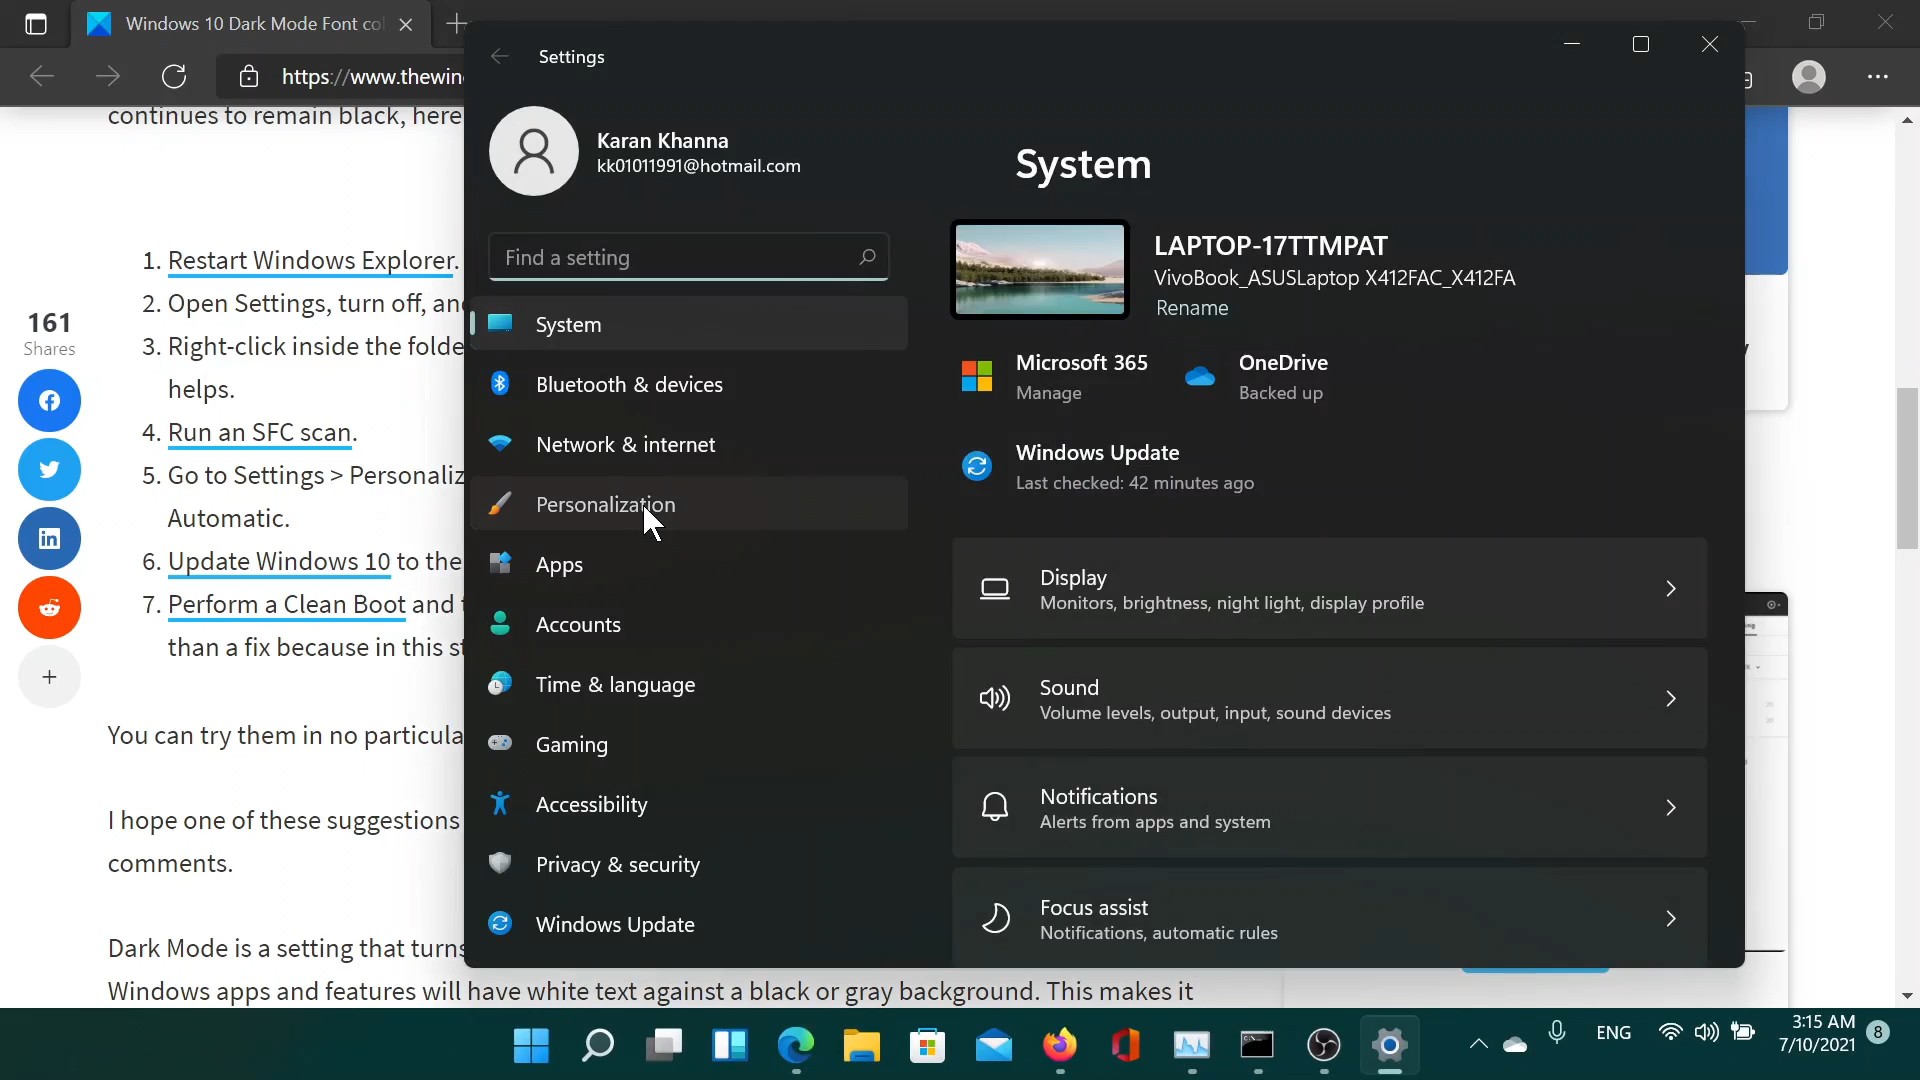 Windows 10 Dark Mode Font co
https://www.thewin
continues to remain black, here
161
Shares
1. Restart Windows Explorer.
2. Open Settings, turn off, and
3. Right-click inside the folde
helps.
4. Run an SFC scan.
5. Go to Settings > Personaliz
Automatic.
6. Update Windows 10 to the
7. Perform a Clean Boot and
than a fix because in this
You can try them in no particula
I hope one of these suggestions
comments.
Dark Mode is a setting that turns
Windows apps and features will have white text against a black or gray background. This makes it
Settings
Karan Khanna
kk01011991@hotmail.com
Find a setting
System
Bluetooth & devices
Network & internet
Personalization
Apps
Accounts
Time & language
Gaming
Accessibility
Privacy & security
Windows Update
System
LAPTOP-17TTMPAT
VivoBook_ASUSLaptop X412FAC_X412FA
Rename
Microsoft 365
Manage
OneDrive
Backed up
Windows Update
Last checked: 42 minutes ago
Display
Monitors, brightness, night light, display profile
Sound
Volume levels, output, input, sound devices
Notifications
Alerts from apps and system
Focus assist
Notifications, automatic rules
ENG
3:15 AM
7/10/2021
8